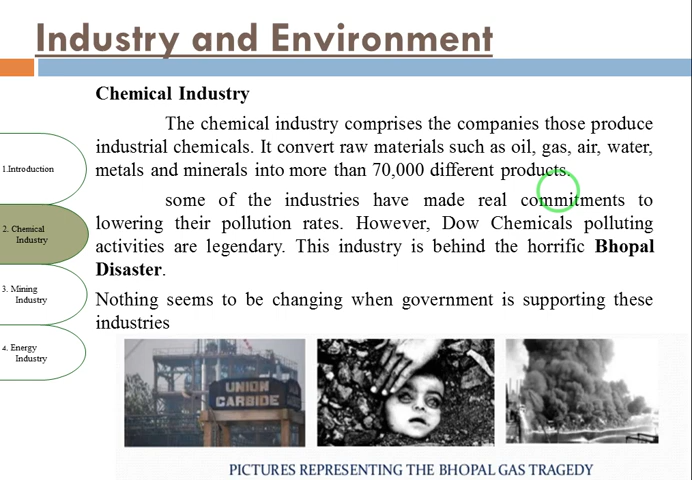 Industry and Environment
Chemical Industry
The chemical industry comprises the companies those produce
industrial chemicals. It convert raw materials such as oil, gas, air, water,
metals and minerals into more than 70,000 different products.
some of the industries have made real commitments to
lowering their pollution rates. However, Dow Chemicals polluting
activities are legendary. This industry is behind the horrific Bhopal
Disaster.
Nothing seems to be changing when government is supporting these
industries
1.Introduction
2. Chemical
Industry
3. Mining
Industry
4. Energy
Industry
UNION
CARBIDE
PICTURES REPRESENTING THE BHOPAL GAS TRAGEDY